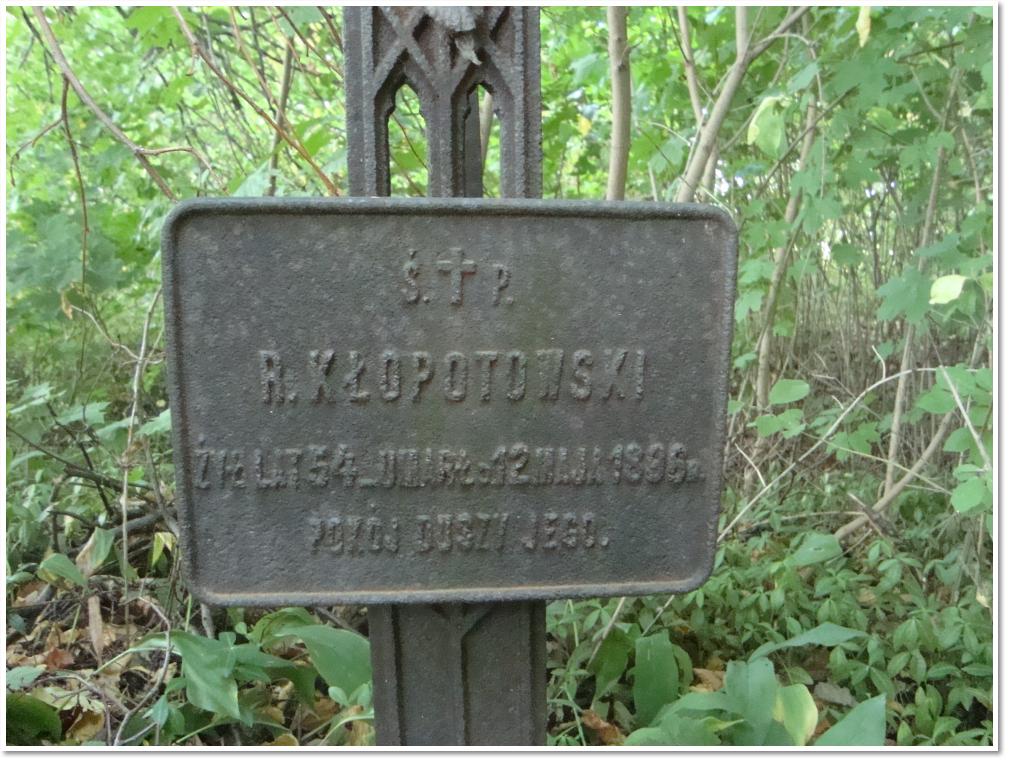 Ś. ✝ P.
R. KŁOPOTOWSKI
ŻYŁ LAT 54 UMARŁ 12 MAJA 1896 R.
POKÓJ DUSZY JEGO.